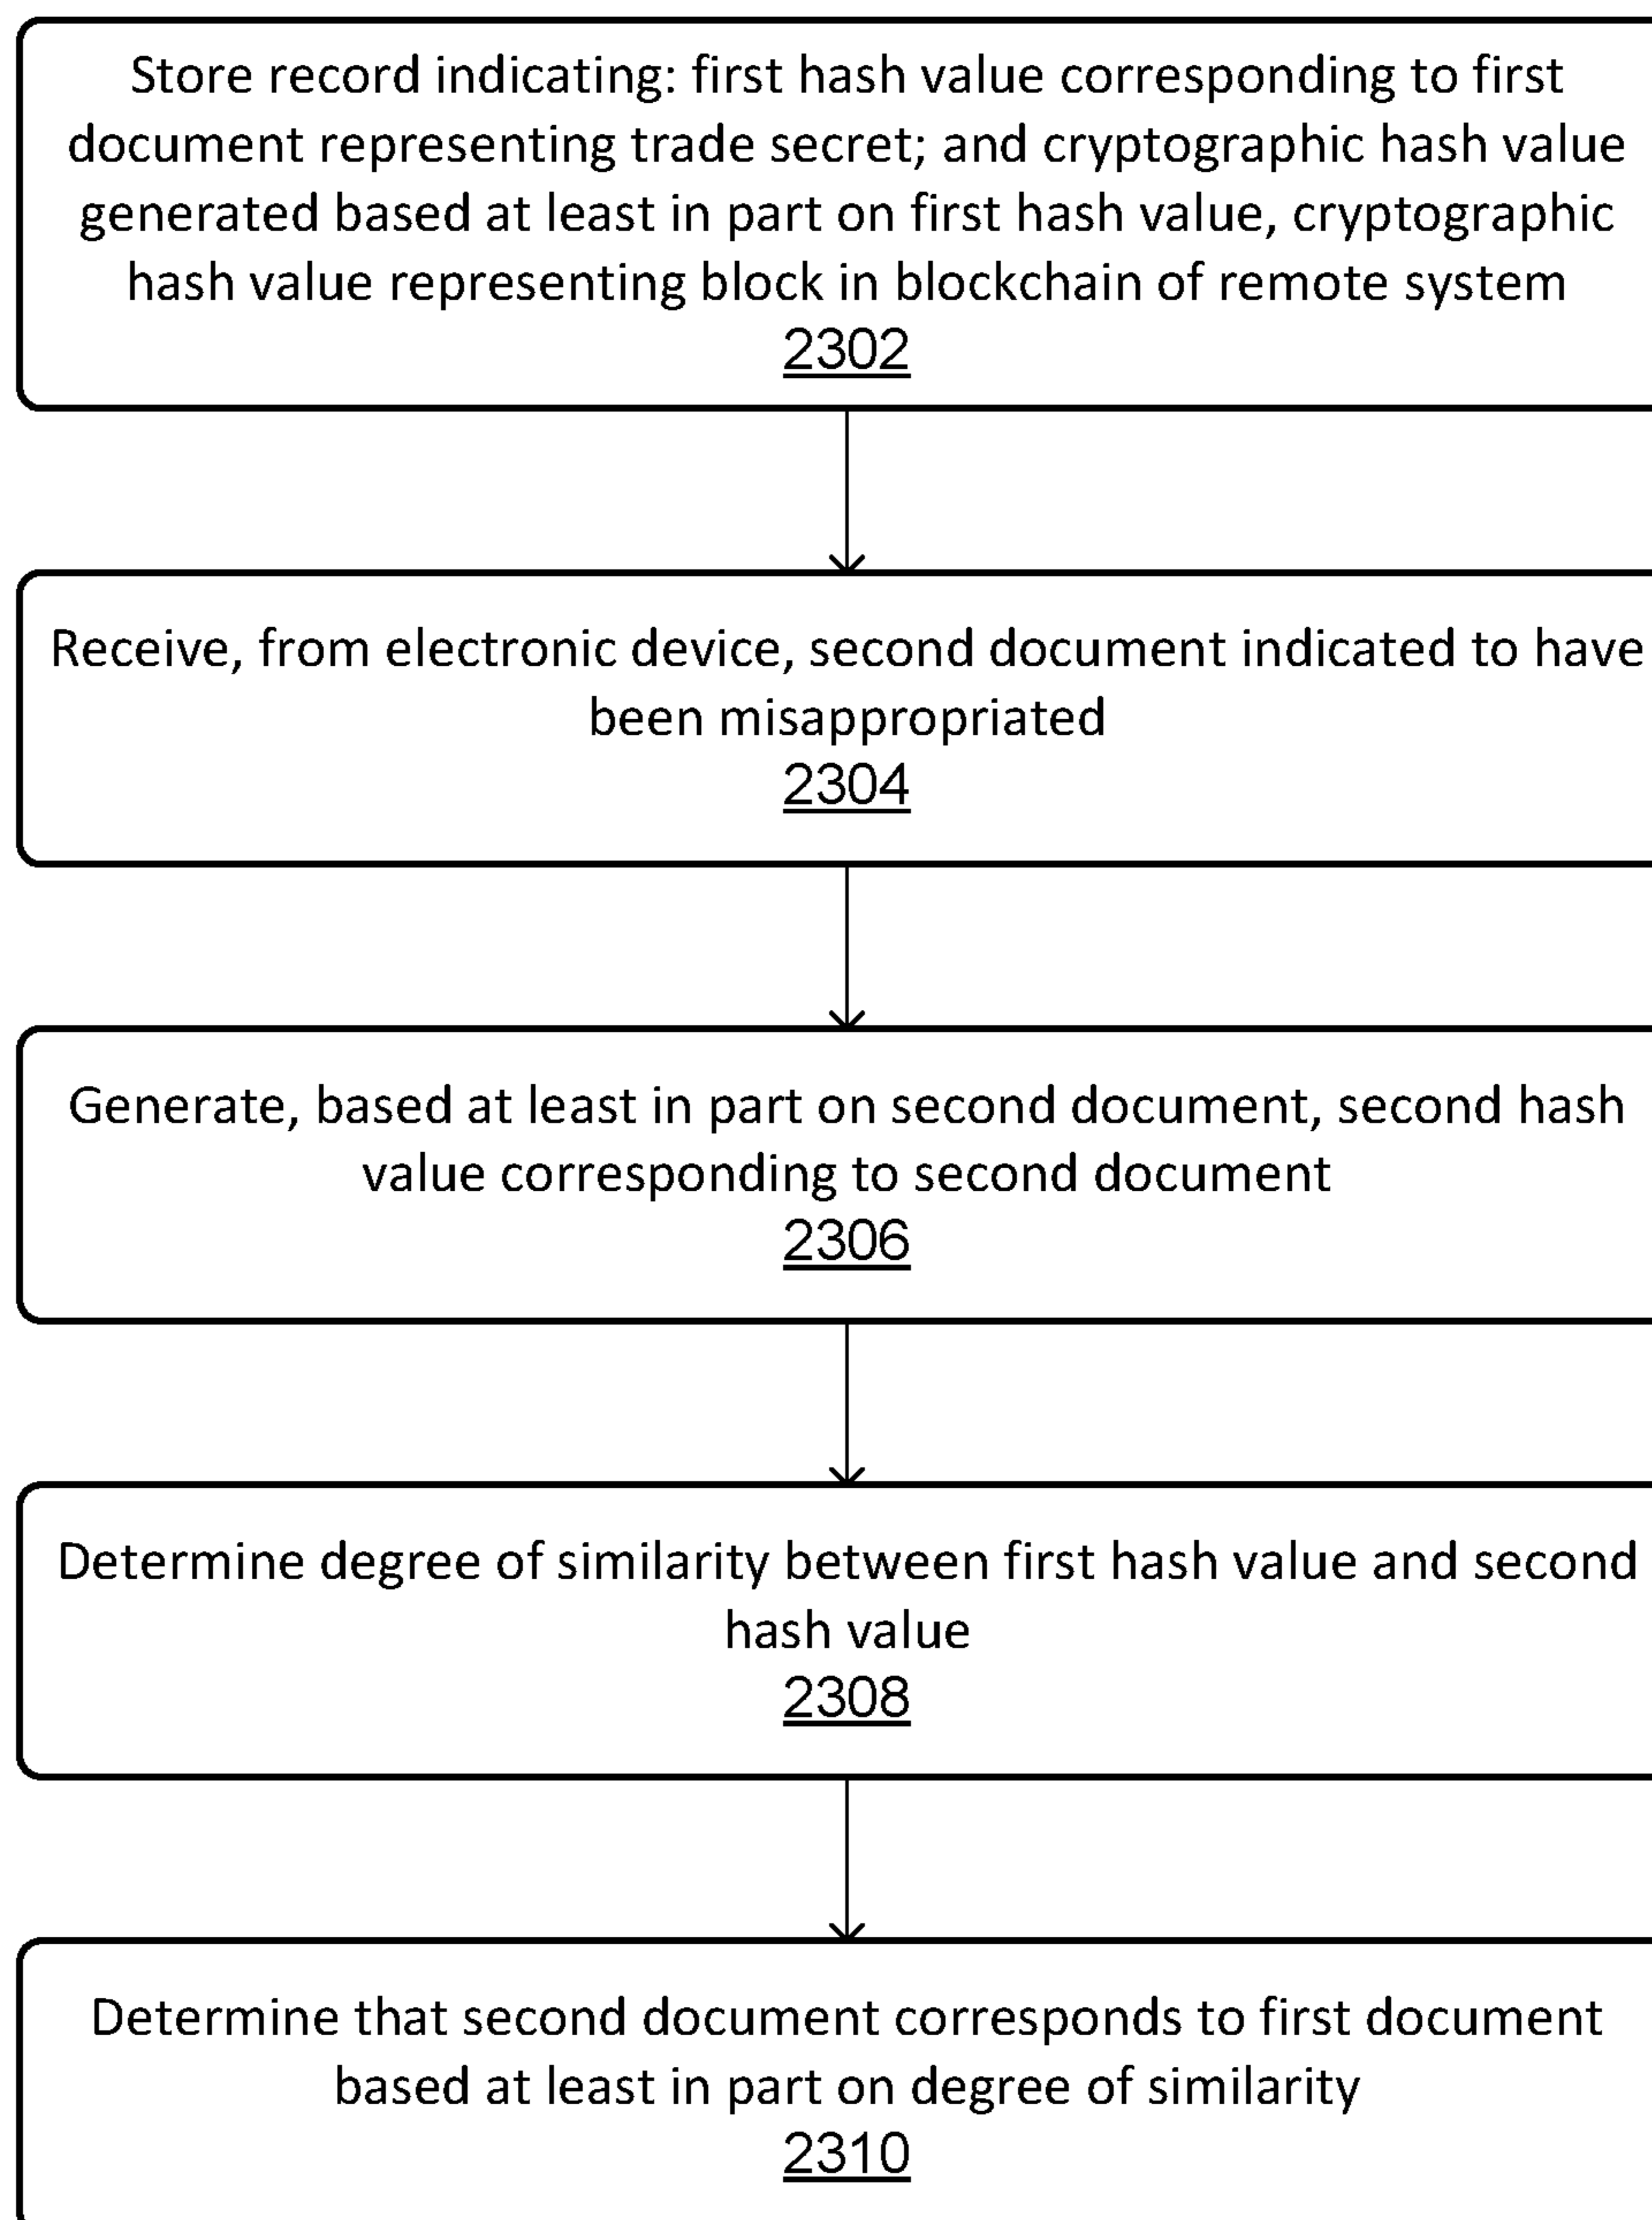 Store record indicating: first hash value corresponding to first
document representing trade secret; and cryptographic hash value
generated based at least in part on first hash value, cryptographic
hash value representing block in blockchain of remote system
2302
Receive, from electronic device, second document indicated to have
been misappropriated
2304
Generate, based at least in part on second document, second hash
value corresponding to second document
2306
Determine degree of similarity between first hash value and second
hash value
2308
Determine that second document corresponds to first document
based at least in part on degree of similarity
2310